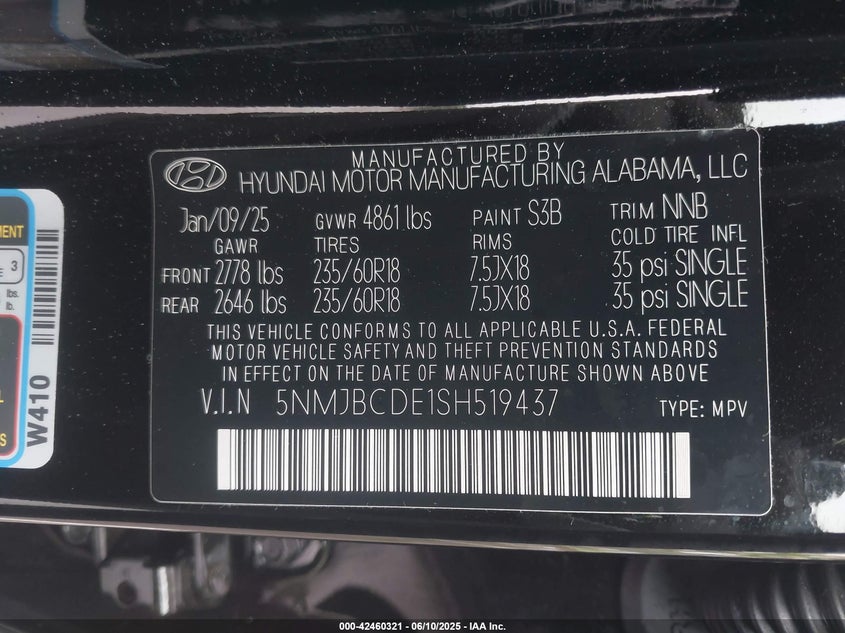 MANUFACTURED BY
HYUNDAI MOTOR MANUFACTURING ALABAMA, LLC
Jan/09/25 GVWR 4861 lbs PAINT S3B TRIM NNB
GAWR TIRES RIMS COLD TIRE INFL
FRONT 2778 lbs 235/60R18 7.5JX18 35 psi SINGLE
REAR 2646 lbs 235/60R18 7.5JX18 35 psi SINGLE
THIS VEHICLE CONFORMS TO ALL APPLICABLE U.S.A. FEDERAL
MOTOR VEHICLE SAFETY AND THEFT PREVENTION STANDARDS
IN EFFECT ON THE DATE OF MANUFACTURE SHOWN ABOVE
V.I.N 5NMJBCDE1SH519437 TYPE: MPV
3
lbs.
lb.
W410
000-42460321 - 06/10/2025 - IAA Inc.